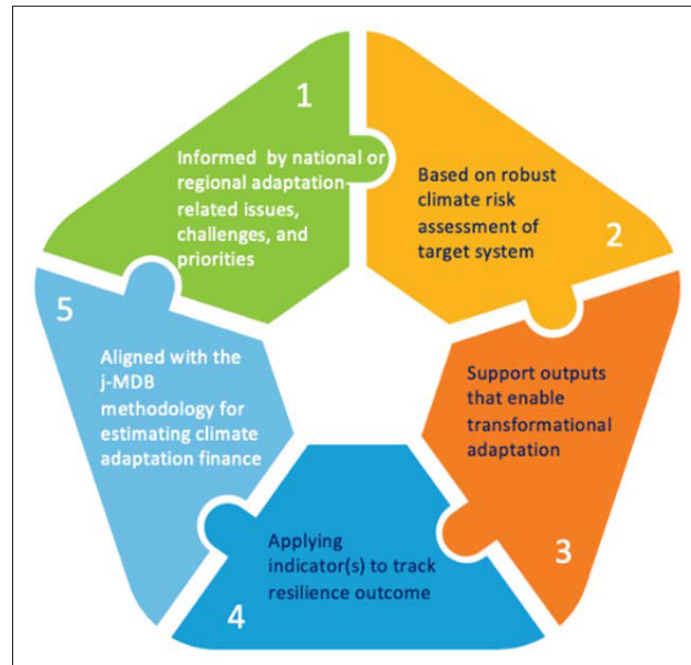 1
Informed by national or
regional adaptation-
related issues,
challenges, and
priorities
Based on robust
climate risk
assessment of
target system
2
Support outputs
that enable
transformational
adaptation
3
Applying
indicator(s) to track
resilience outcome
4
5
Aligned with the
j-MDB
methodology for
estimating climate
adaptation finance